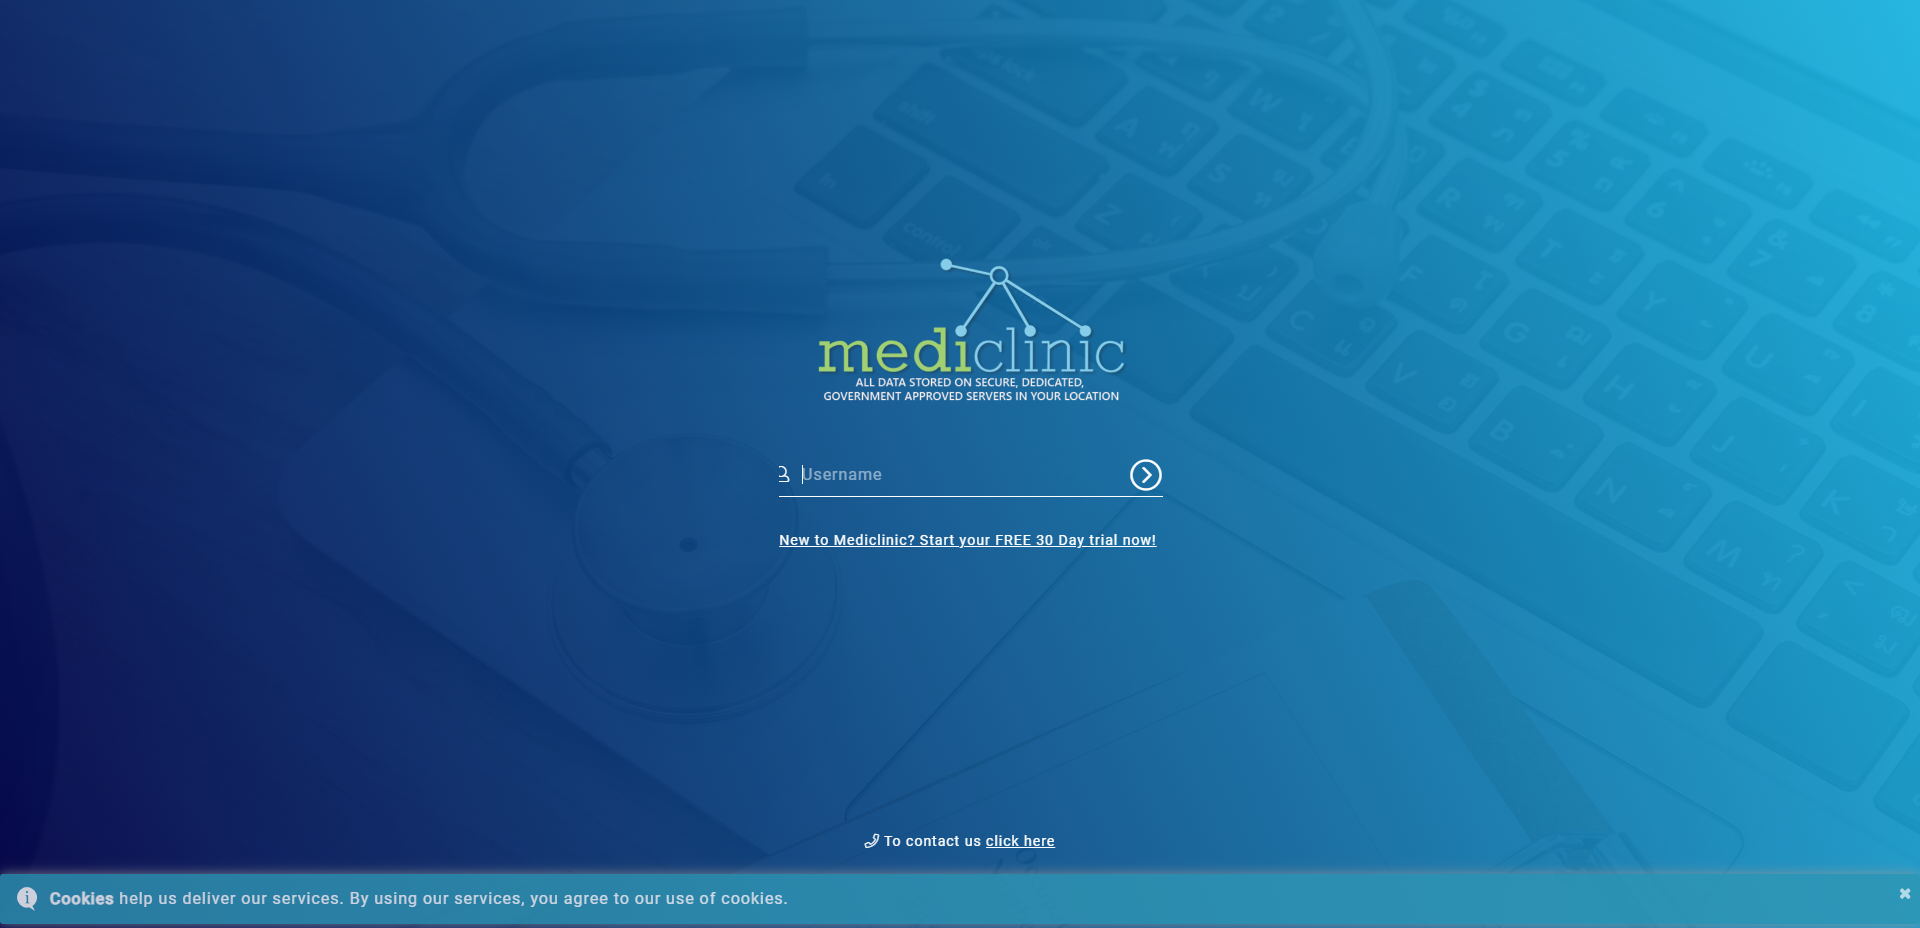 mediclinic
ALL DATA STORED ON SECURE, DEDICATED,
GOVERNMENT APPROVED SERVERS IN YOUR LOCATION
Username
New to Mediclinic? Start your FREE 30 Day trial now!
To contact us click here
Cookies help us deliver our services. By using our services, you agree to our use of cookies.